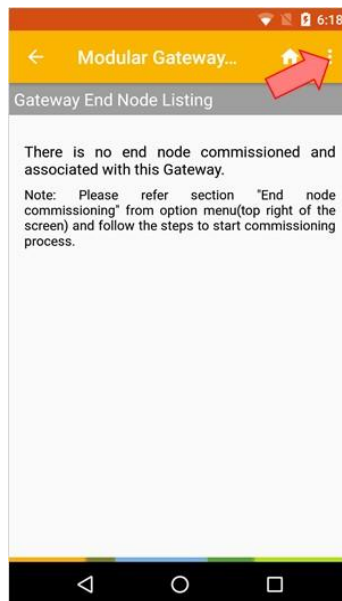 6:18
Modular Gateway...
Gateway End Node Listing
There is no end node commissioned and
associated with this Gateway.
Note: Please refer section "End node
commissioning" from option menu(top right of the
screen) and follow the steps to start commissioning
process.